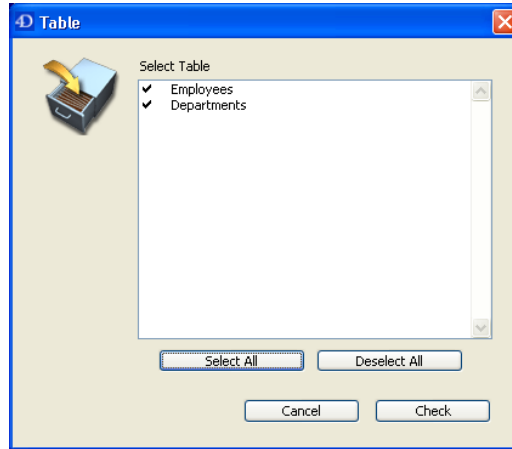 4D Table
Select Table
Employees
Departments
Select All
Deselect All
Cancel
Check